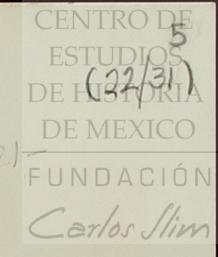 CENTRO DE
ESTUDIOS
5
DE HISTORIA
(22/31)
DE MEXICO
FUNDACIÓN
Carlos Slim